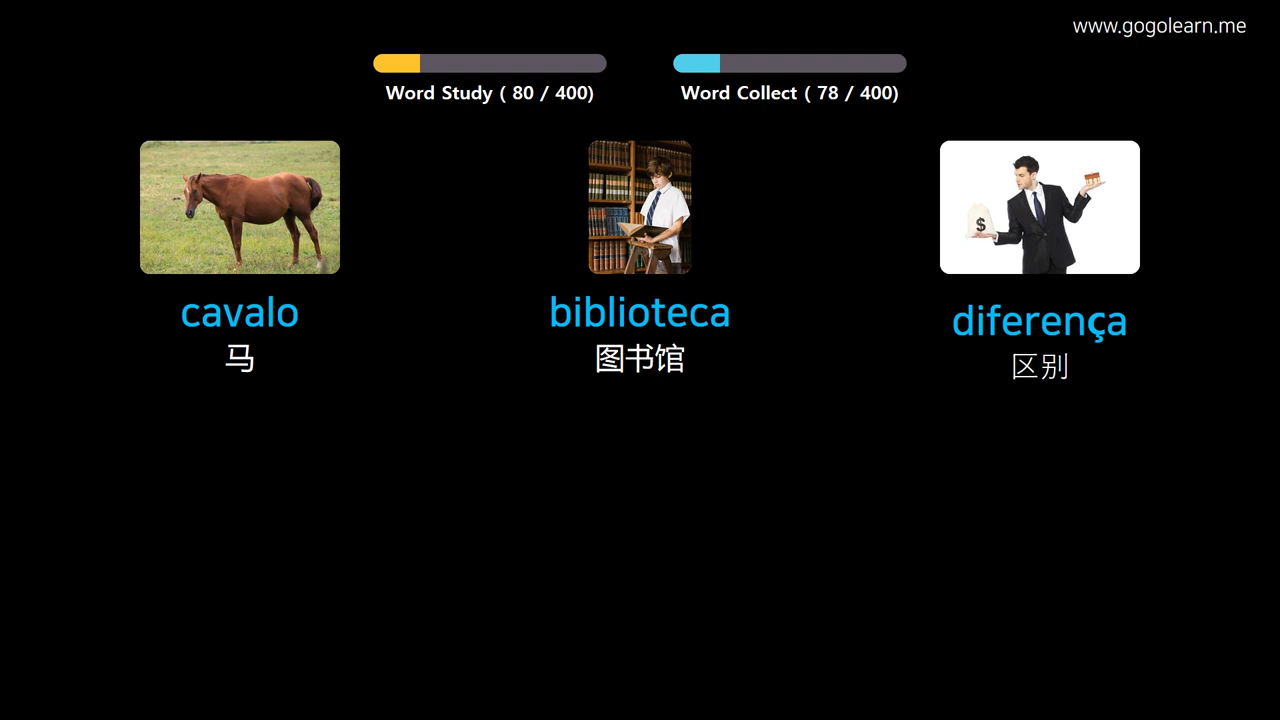 www.gogolearn.me
Word Study ( 80 / 400)
Word Collect ( 78 / 400)
$
cavalo
马
biblioteca
图书馆
diferença
区别